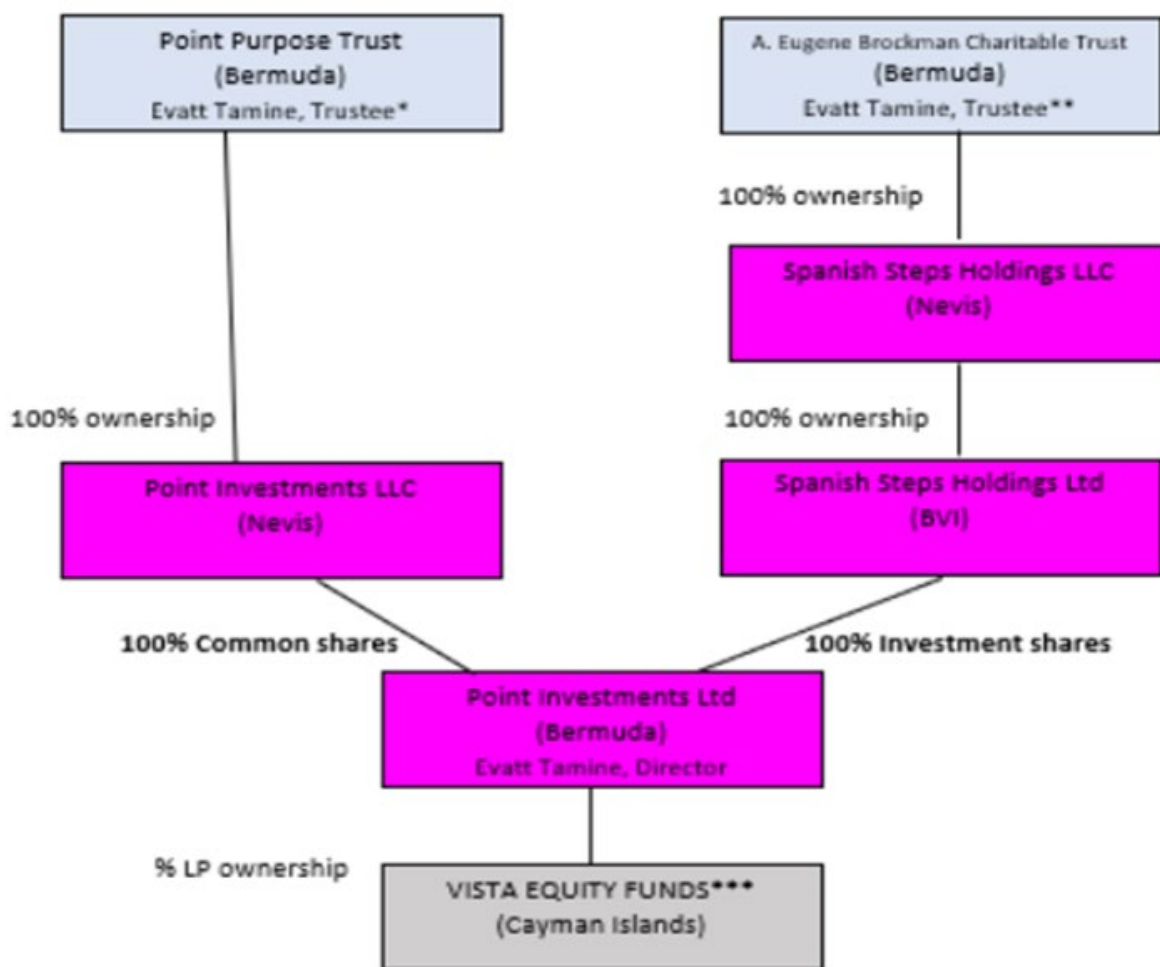 Point Purpose Trust
(Bermuda)
Evatt Tamine, Trustee*
A. Eugene Brockman Charitable Trust
(Bermuda)
Evatt Tamine, Trustee**
100% ownership
Spanish Steps Holdings LLC
(Nevis)
100% ownership
100% ownership
Point Investments LLC
(Nevis)
Spanish Steps Holdings Ltd
(BVI)
100% Common shares
100% Investment shares
Point Investments Ltd
(Bermuda)
Evatt Tamine, Director
% LP ownership
VISTA EQUITY FUNDS***
(Cayman Islands)